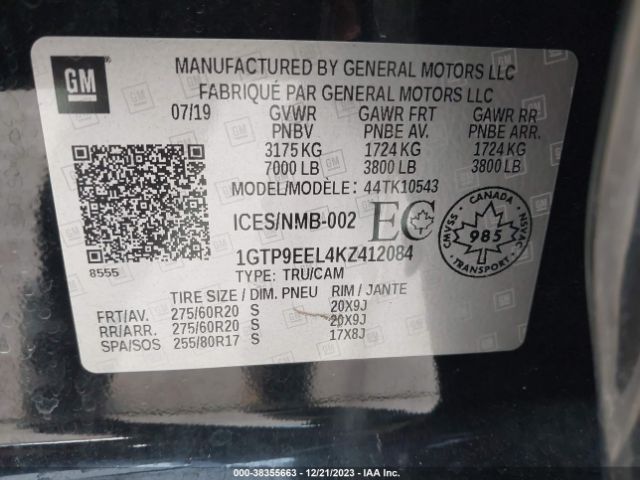 GM
MANUFACTURED BY GENERAL MOTORS LLC
FABRIQUÉ PAR GENERAL MOTORS LLC
07/19 GVWR GAWR FRT GAWR RR
PNBV PNBE AV. PNBE ARR.
3175 KG 1724 KG 1724 KG
7000 LB 3800 LB 3800 LB
MODEL/MODÈLE: 44TK10543
ICES/NMB-002 EC
CANADA
CMVSS 985 NSVAC
TRANSPORT
1GTP9EEL4KZ412084
8555
TYPE: TRU/CAM
TIRE SIZE / DIM. PNEU RIM / JANTE
FRT/AV. 275/60R20 S 20X9J
RR/ARR. 275/60R20 S 20X9J
SPA/SOS 255/80R17 S 17X8J
000-38355663 - 12/21/2023 - IAA Inc.